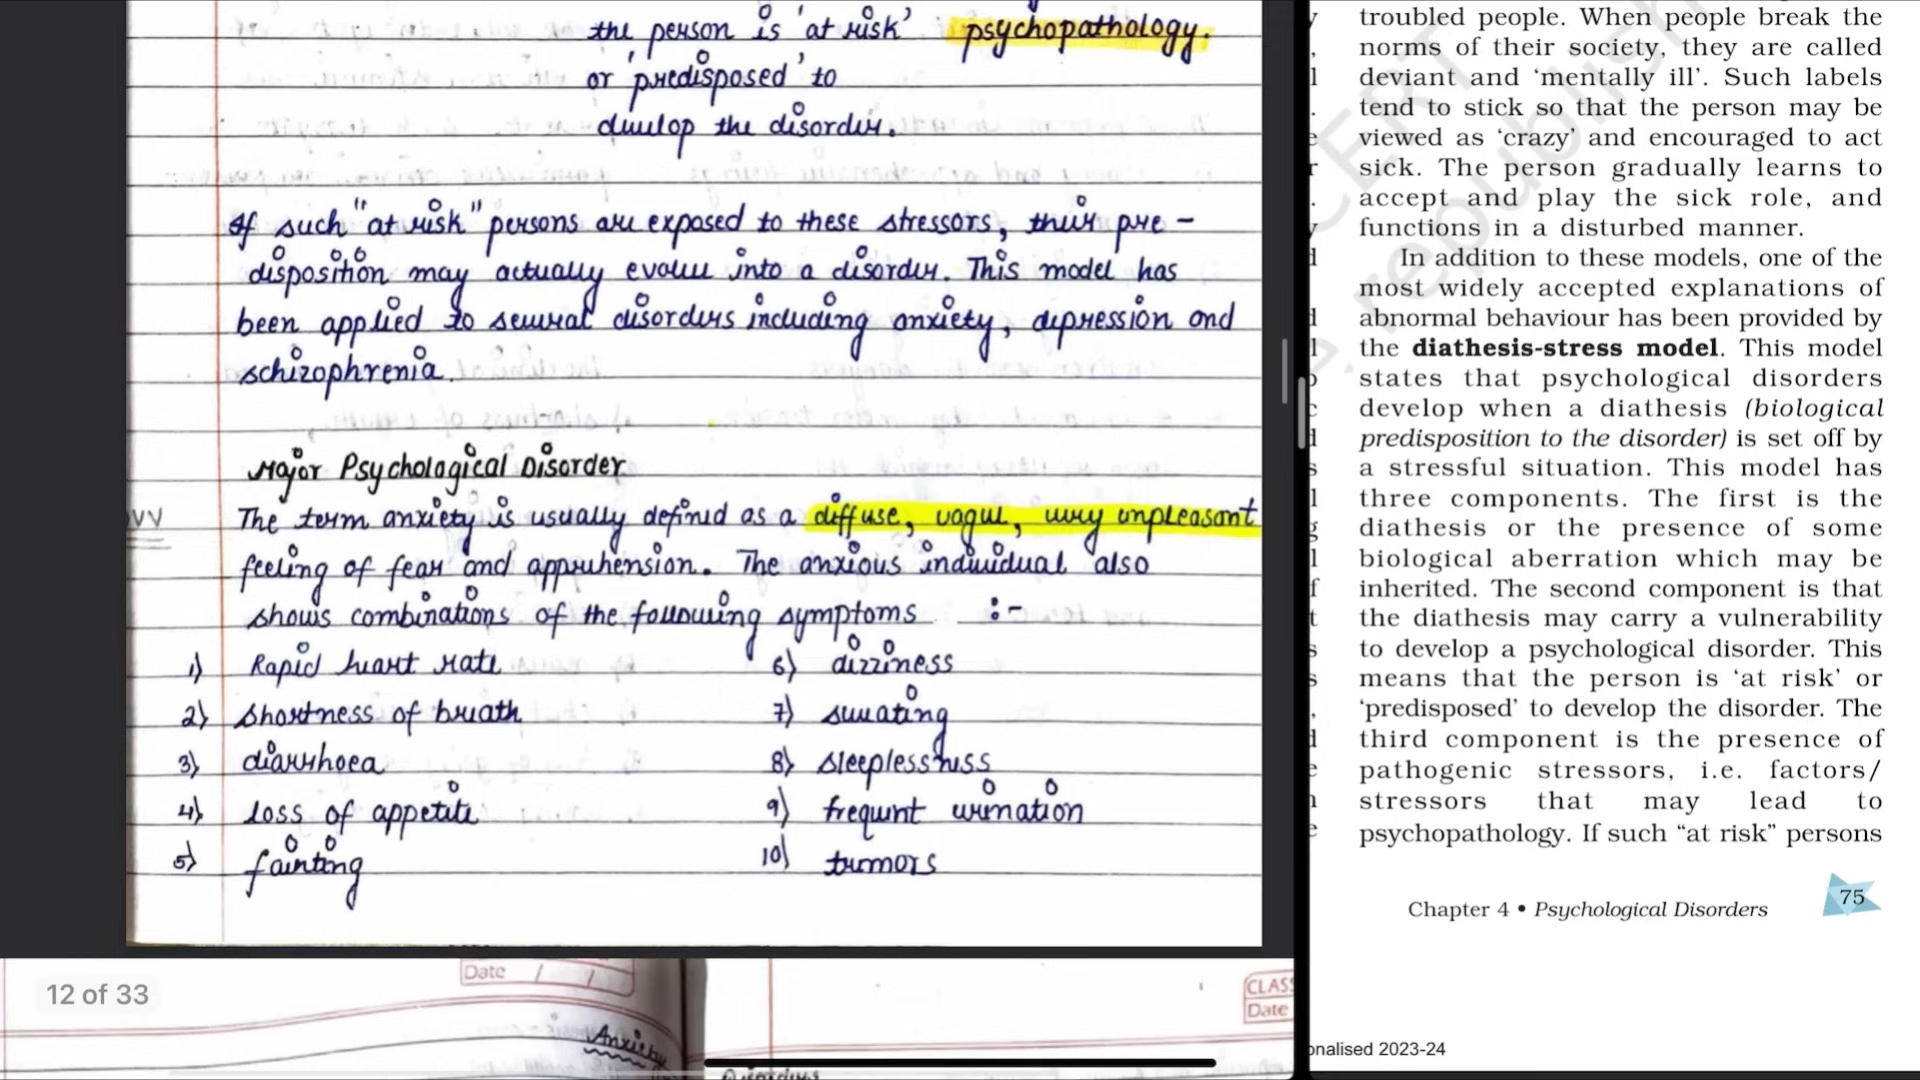 the person is 'at risk' psychopathology.
or 'predisposed' to
develop the disorder.
If such "at risk" persons are exposed to these stressors, their pre-
disposition may actually evolve into a disorder. This model has
been applied to several disorders including anxiety, depression and
schizophrenia.
Major Psychological Disorder
VV The term anxiety is usually defined as a diffuse, vague, very unpleasant
feeling of fear and apprehension. The anxious individual also
shows combinations of the following symptoms :-
1) Rapid heart rate
2) shortness of breath
3) diarrhoea
4) loss of appetite
5) fainting
6) dizziness
7) sweating
8) sleeplessness
9) frequent urination
10) tremors
12 of 33
Date / /
Anxiety
CLASS
Date
troubled people. When people break the
norms of their society, they are called
deviant and ‘mentally ill’. Such labels
tend to stick so that the person may be
viewed as ‘crazy’ and encouraged to act
sick. The person gradually learns to
accept and play the sick role, and
functions in a disturbed manner.
In addition to these models, one of the
most widely accepted explanations of
abnormal behaviour has been provided by
the diathesis-stress model. This model
states that psychological disorders
develop when a diathesis (biological
predisposition to the disorder) is set off by
a stressful situation. This model has
three components. The first is the
diathesis or the presence of some
biological aberration which may be
inherited. The second component is that
the diathesis may carry a vulnerability
to develop a psychological disorder. This
means that the person is ‘at risk’ or
‘predisposed’ to develop the disorder. The
third component is the presence of
pathogenic stressors, i.e. factors/
stressors that may lead to
psychopathology. If such “at risk” persons
Chapter 4 • Psychological Disorders
75
onalised 2023-24